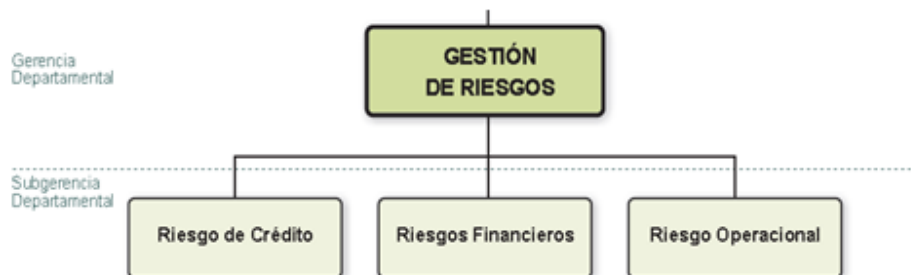 Gerencia
Departamental
GESTIÓN
DE RIESGOS
Subgerencia
Departamental
Riesgo de Crédito
Riesgos Financieros
Riesgo Operacional